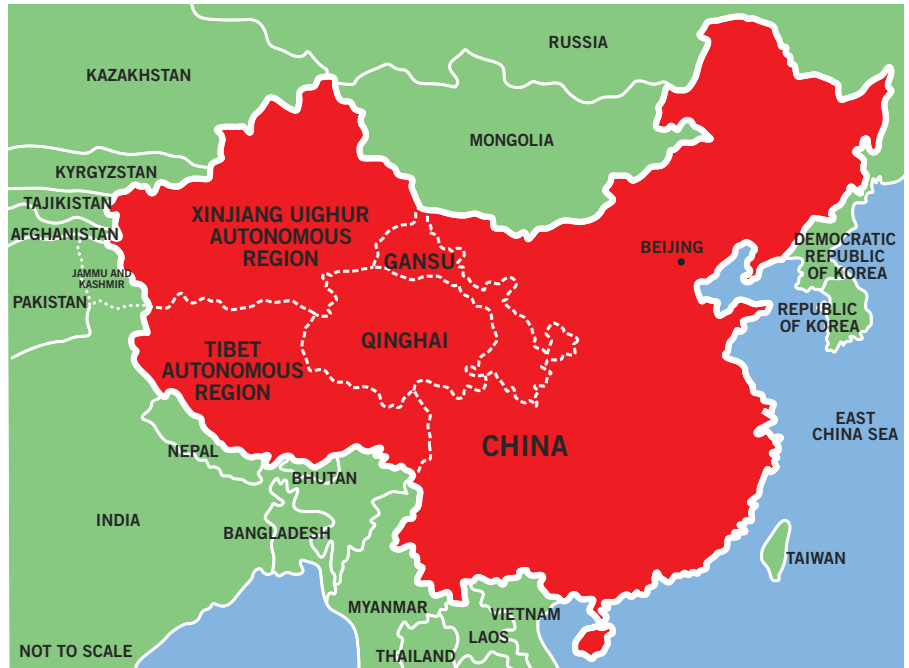 RUSSIA
KAZAKHSTAN
MONGOLIA
KYRGYZSTAN
TAJIKISTAN
XINJIANG UIGHUR
AUTONOMOUS
REGION
AFGHANISTAN
GANSU
BEIJING
DEMOCRATIC
REPUBLIC
OF KOREA
JAMMU AND
KASHMIR
PAKISTAN
REPUBLIC
OF KOREA
QINGHAI
TIBET
AUTONOMOUS
REGION
EAST
CHINA SEA
CHINA
NEPAL
BHUTAN
INDIA
BANGLADESH
TAIWAN
MYANMAR
VIETNAM
LAOS
NOT TO SCALE
THAILAND